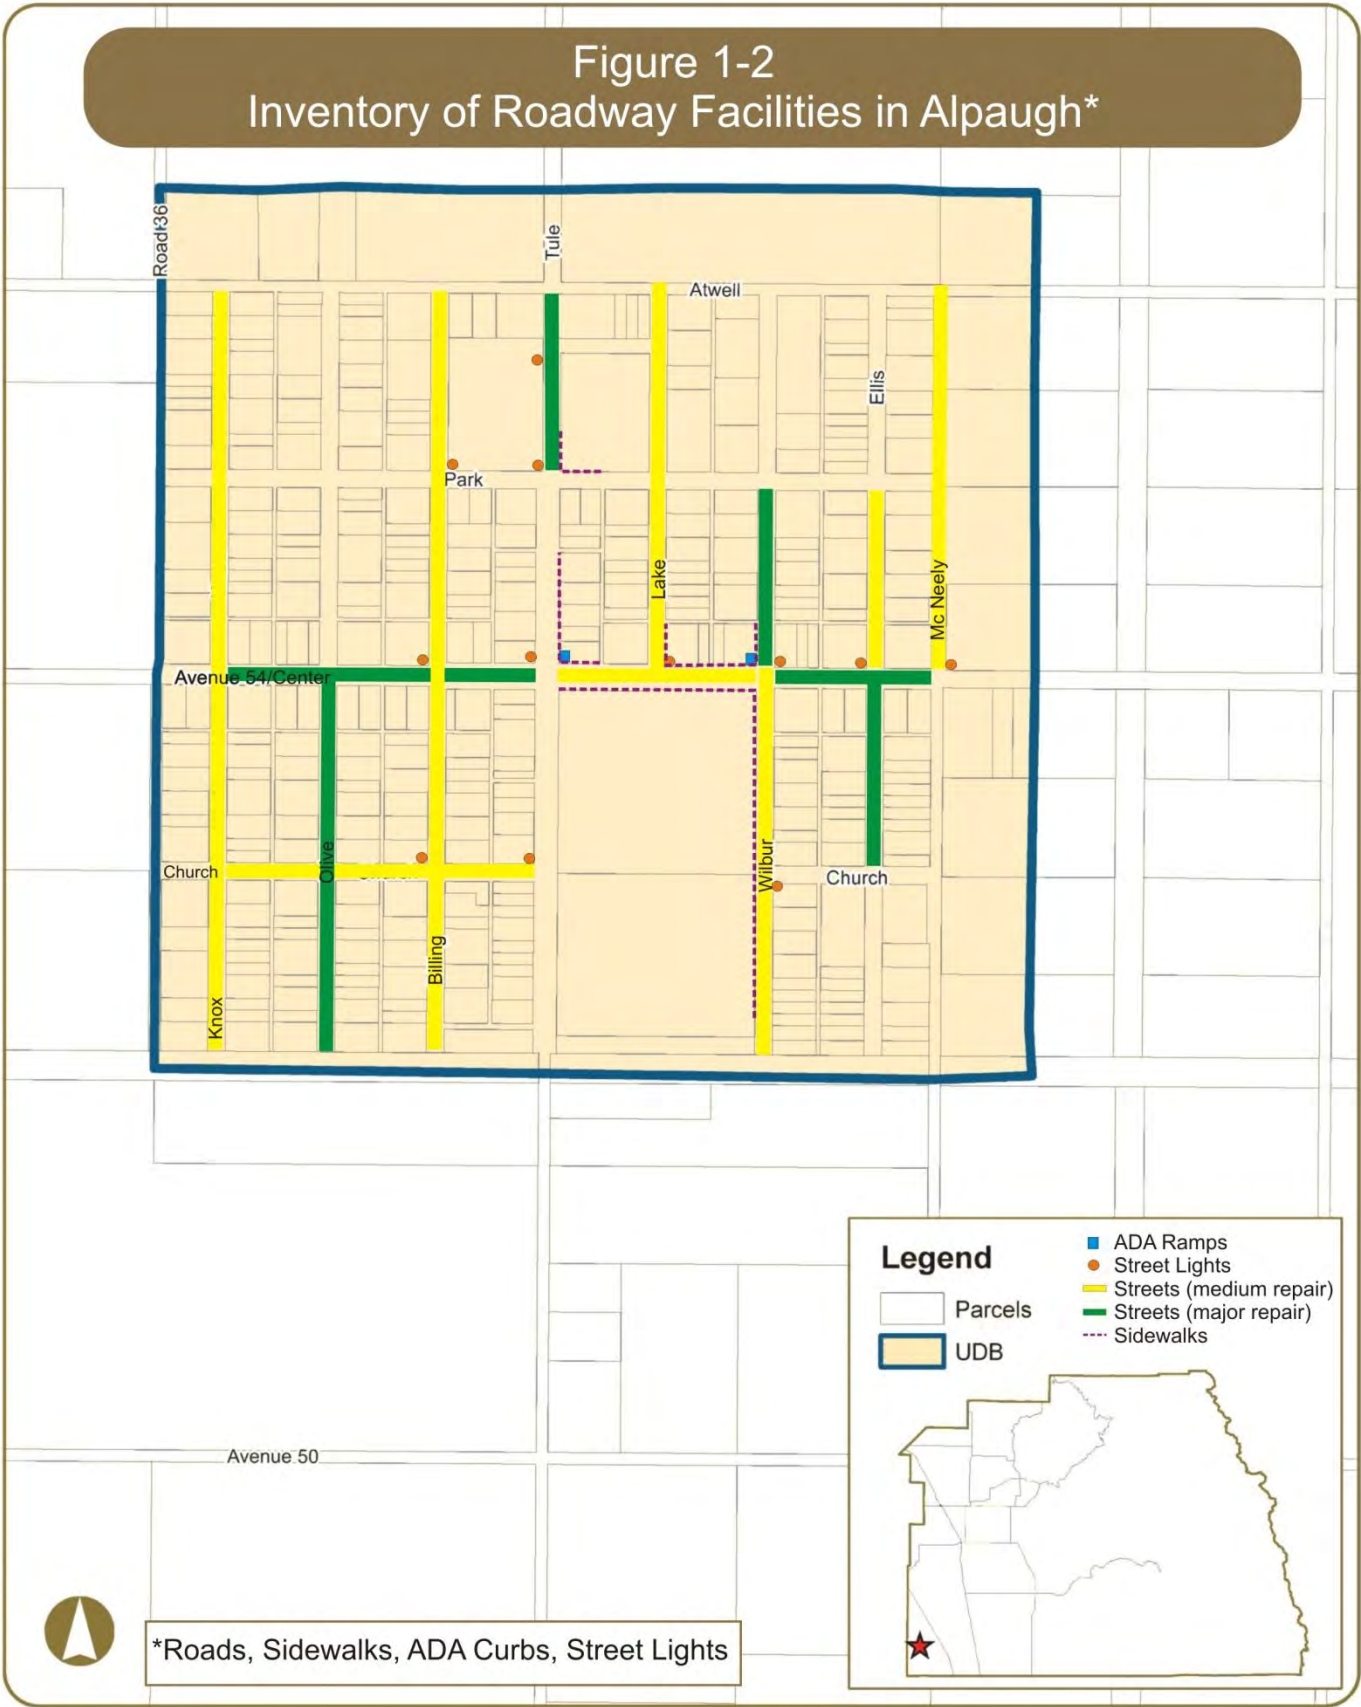 Figure 1-2
Inventory of Roadway Facilities in Alpaugh*
Road 36
Tule
Atwell
Ellis
Park
Lake
Mc Neely
Avenue 54/Center
Olive
Wilbur
Church
Church
Billing
Knox
Legend
Parcels
UDB
ADA Ramps
Street Lights
Streets (medium repair)
Streets (major repair)
Sidewalks
Avenue 50
*Roads, Sidewalks, ADA Curbs, Street Lights